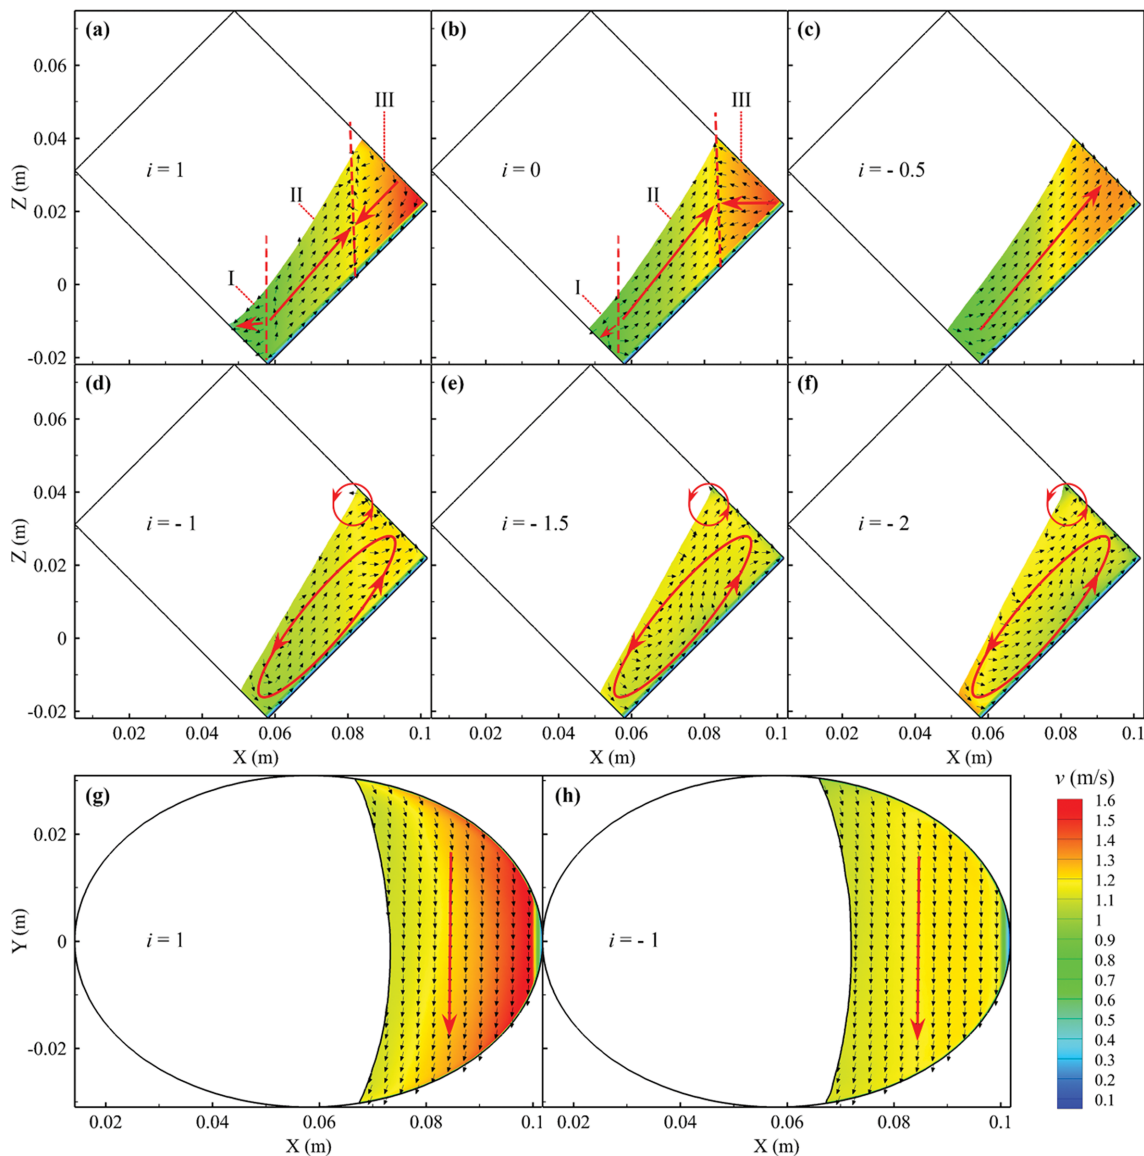 (a) (b) (c)
0.06
III III
0.04
i = 1 i = 0 i = - 0.5
Z (m)
II II
0.02
0
I I
-0.02
(d) (e) (f)
0.06
0.04
i = - 1 i = - 1.5 i = - 2
Z (m)
0.02
0
-0.02
0.02 0.04 0.06 0.08 0.1 0.02 0.04 0.06 0.08 0.1 0.02 0.04 0.06 0.08 0.1
X (m) X (m) X (m)
(g) (h)
0.02
Y (m)
0
i = 1 i = - 1
-0.02
0.02 0.04 0.06 0.08 0.1 0.02 0.04 0.06 0.08 0.1
X (m) X (m)
v (m/s)
1.6
1.5
1.4
1.3
1.2
1.1
1
0.9
0.8
0.7
0.6
0.5
0.4
0.3
0.2
0.1